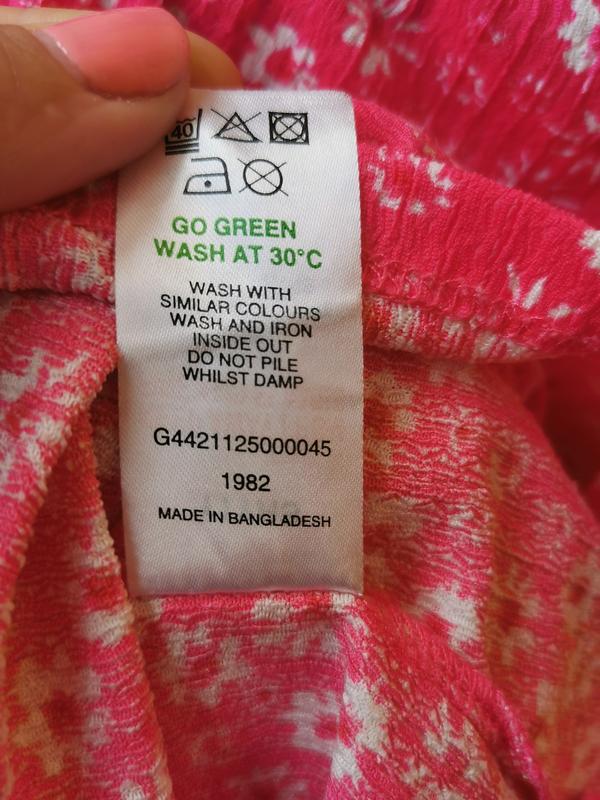 40
GO GREEN
WASH AT 30°C
WASH WITH
SIMILAR COLOURS
WASH AND IRON
INSIDE OUT
DO NOT PILE
WHILST DAMP
G4421125000045
1982
MADE IN BANGLADESH